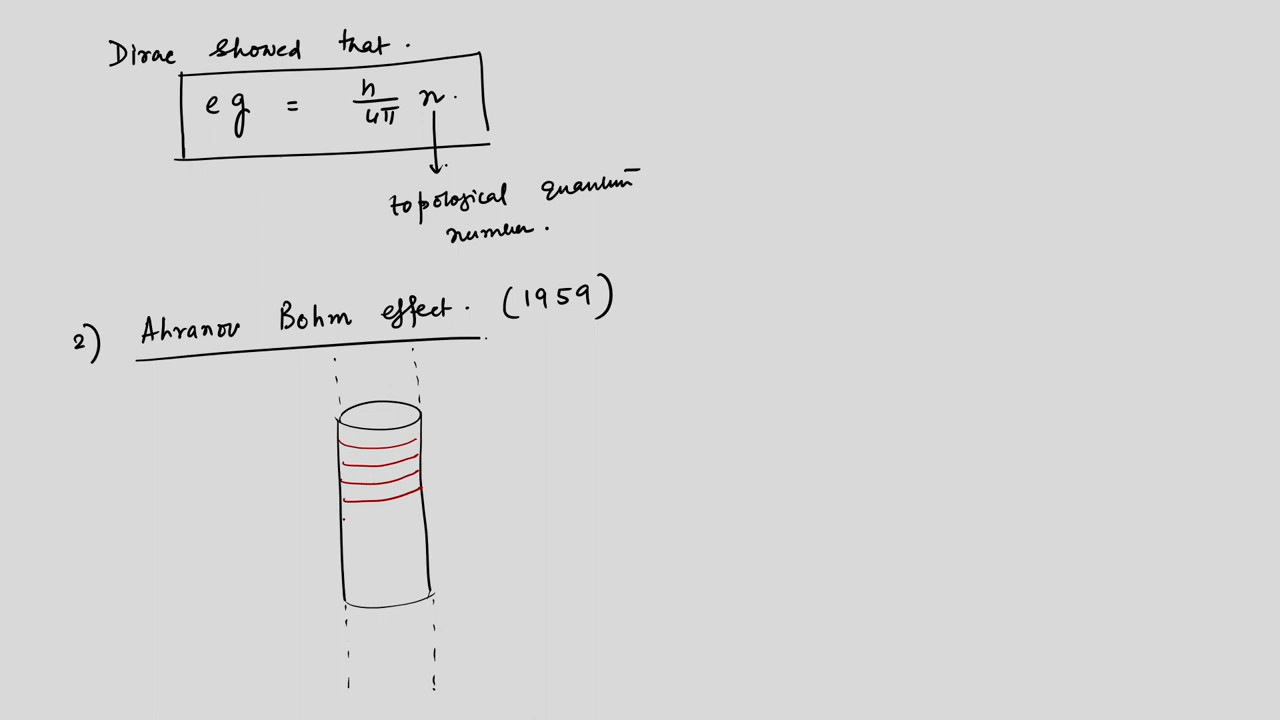 Dirac showed that.
eg = h/4π n.
topological quantum
number.
2) Ahranov Bohm effect. (1959)